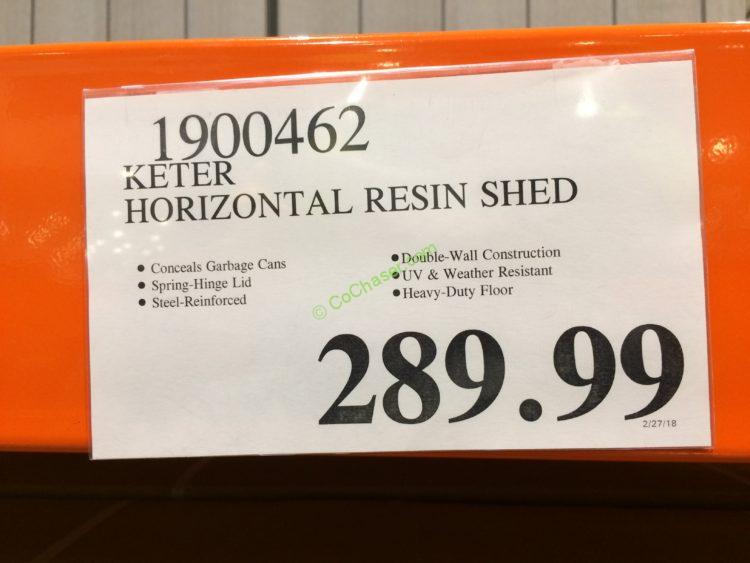 1900462
KETER
HORIZONTAL RESIN SHED
• Conceals Garbage Cans
• Spring-Hinge Lid
• Steel-Reinforced
• Double-Wall Construction
• UV & Weather Resistant
• Heavy-Duty Floor
© CoChaser.com
289.99
2/27/18